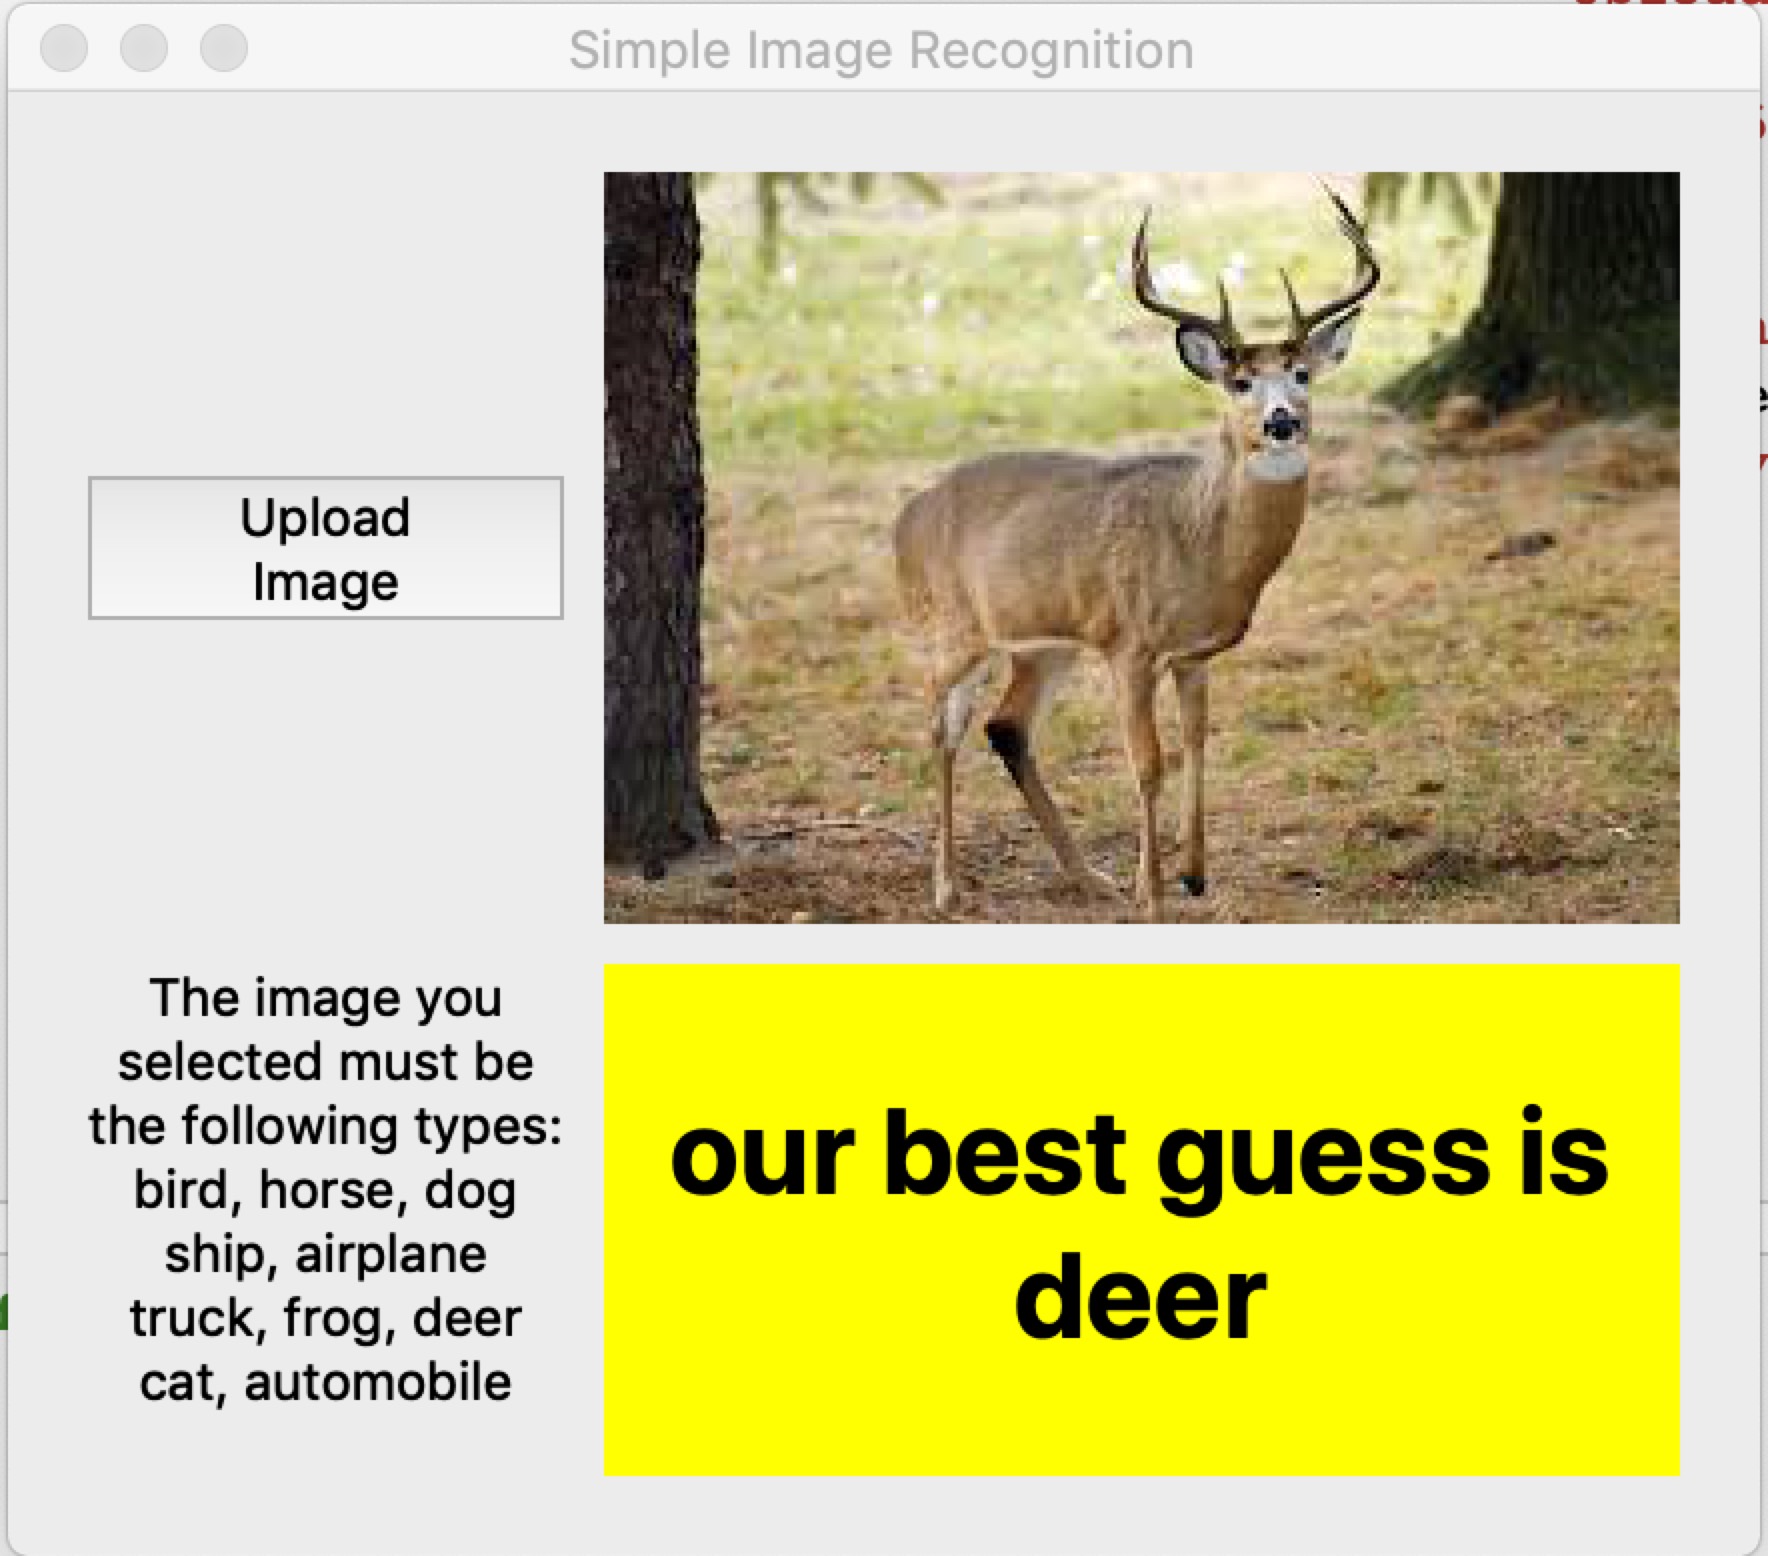 Simple Image Recognition
Upload
Image
The image you
selected must be
the following types:
bird, horse, dog
ship, airplane
truck, frog, deer
cat, automobile
our best guess is
deer